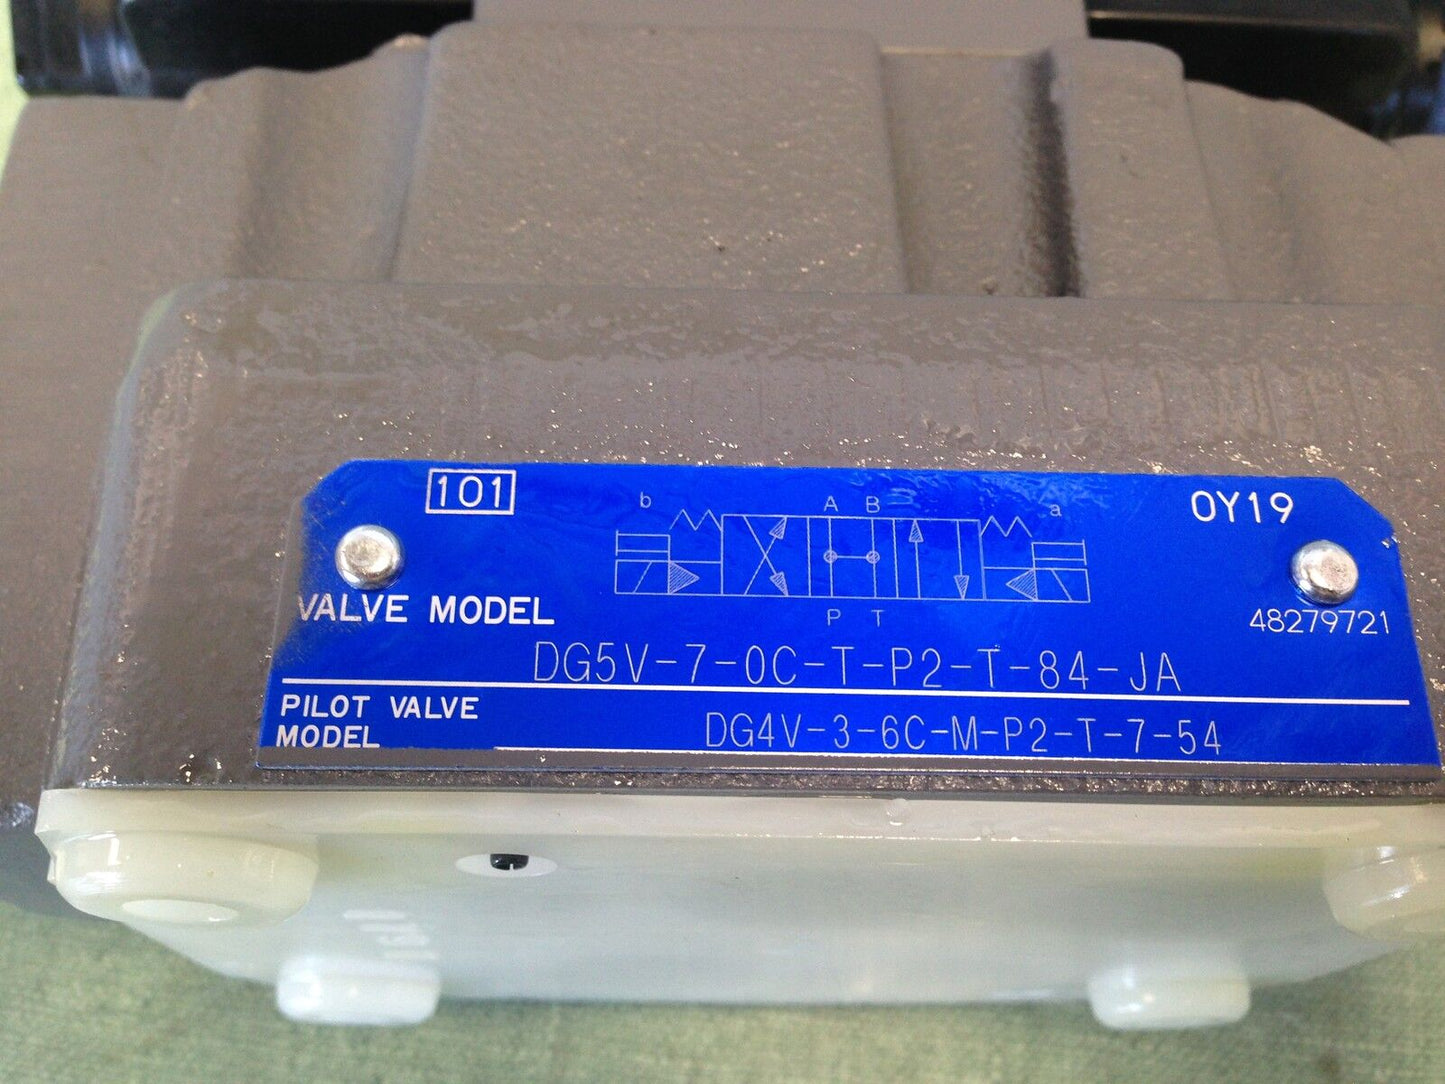 101
0Y19
b
A B
a
P T
48279721
VALVE MODEL
DG5V-7-0C-T-P2-T-84-JA
PILOT VALVE
MODEL
DG4V-3-6C-M-P2-T-7-54